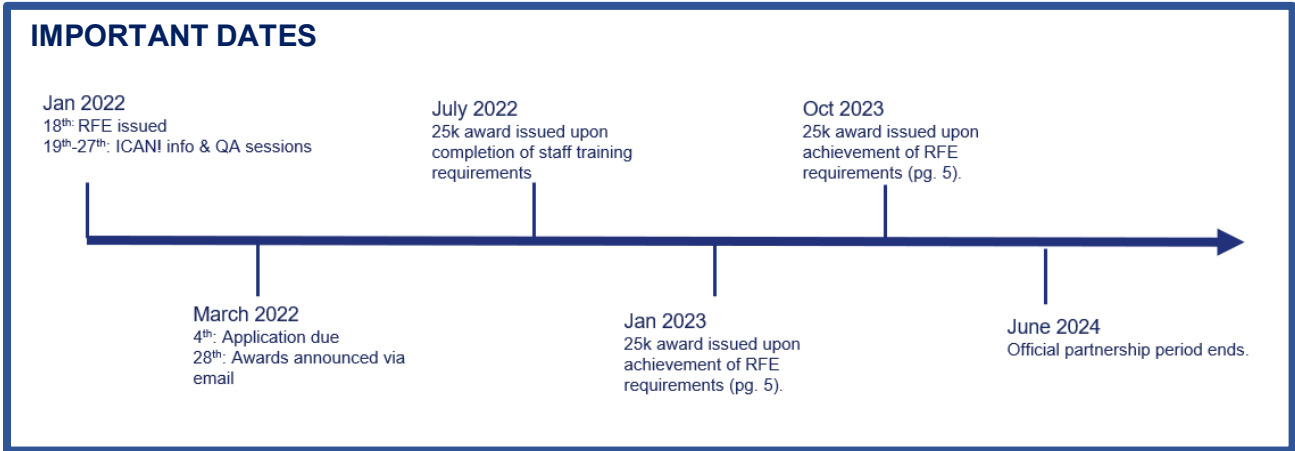 IMPORTANT DATES
Jan 2022
18th: RFE issued
19th-27th: ICAN! info & QA sessions
July 2022
25k award issued upon
completion of staff training
requirements
Oct 2023
25k award issued upon
achievement of RFE
requirements (pg. 5).
March 2022
4th: Application due
28th: Awards announced via
email
Jan 2023
25k award issued upon
achievement of RFE
requirements (pg. 5).
June 2024
Official partnership period ends.